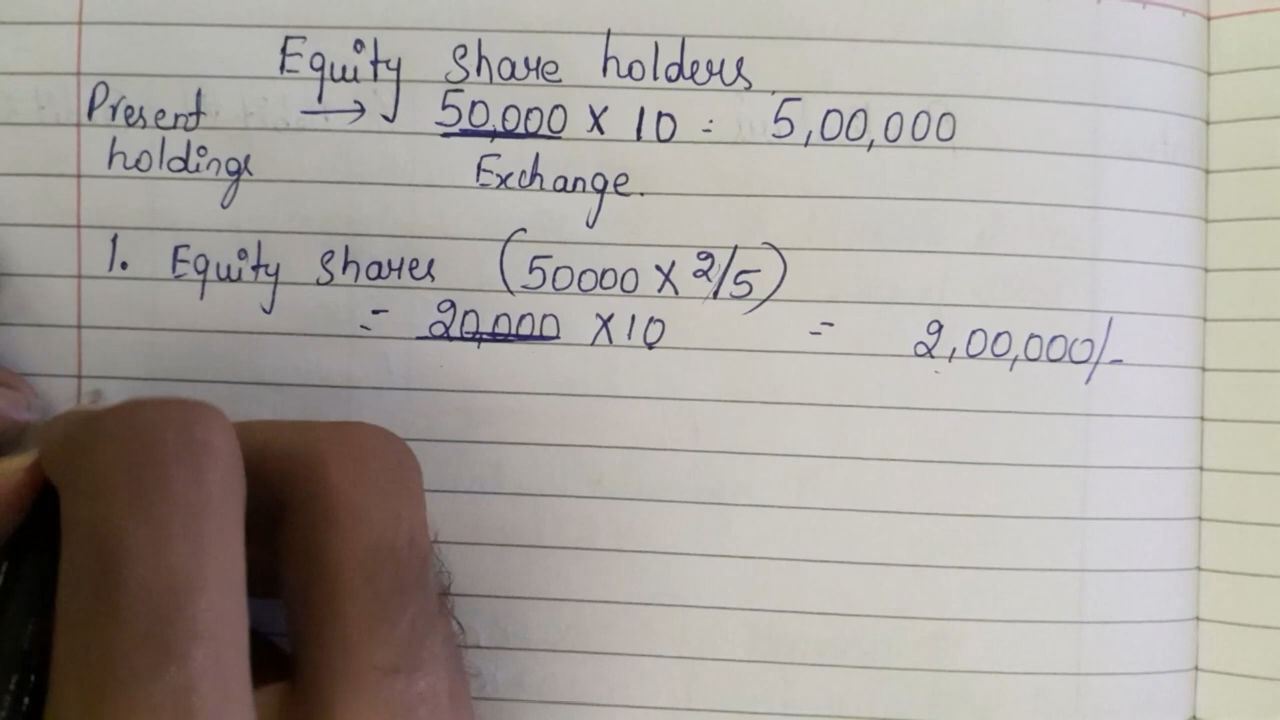 Equity Share holders
Present → 50,000 × 10 = 5,00,000
holdings Exchange.
1. Equity shares (50000 × 2/5)
= 20,000 × 10 = 2,00,000/-